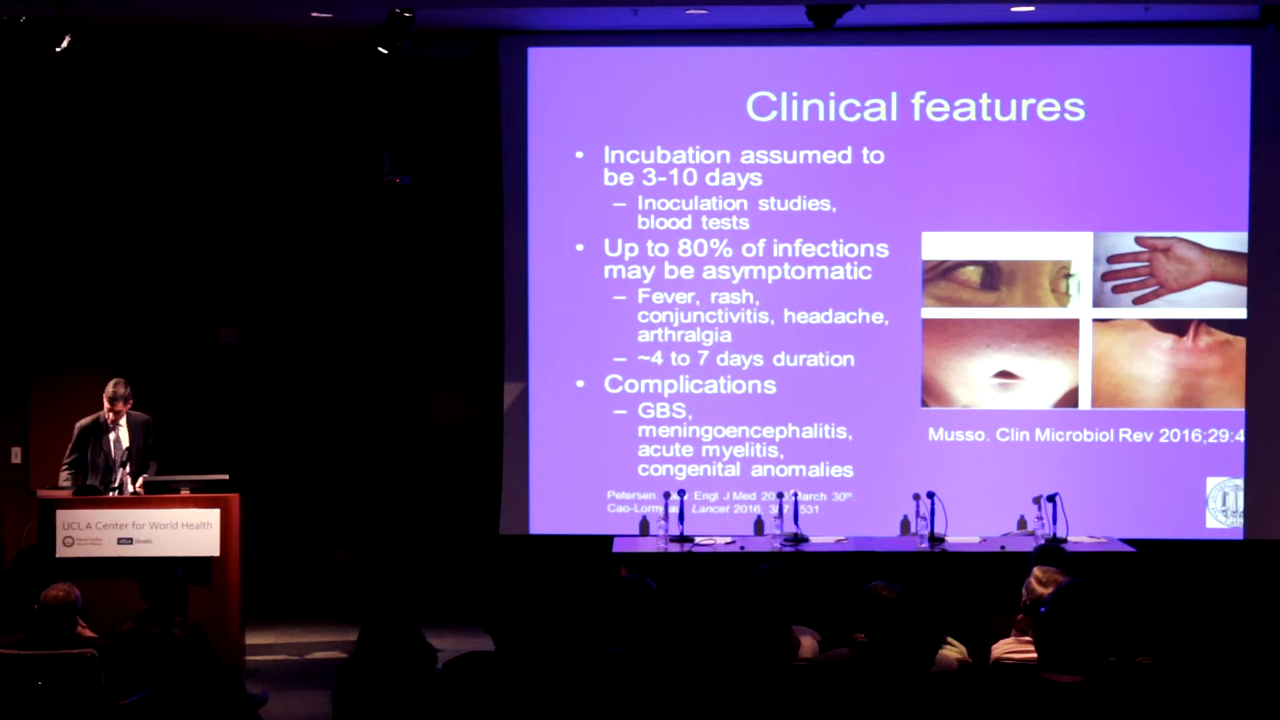 Clinical features
• Incubation assumed to
be 3-10 days
– Inoculation studies,
blood tests
• Up to 80% of infections
may be asymptomatic
– Fever, rash,
conjunctivitis, headache,
arthralgia
– ~4 to 7 days duration
• Complications
– GBS,
meningoencephalitis,
acute myelitis,
congenital anomalies
Musso. Clin Microbiol Rev 2016;29:4
Petersen. Engl J Med March 30th
Lancet 2016, 531.
UCLA Center for World Health
UCLA Health